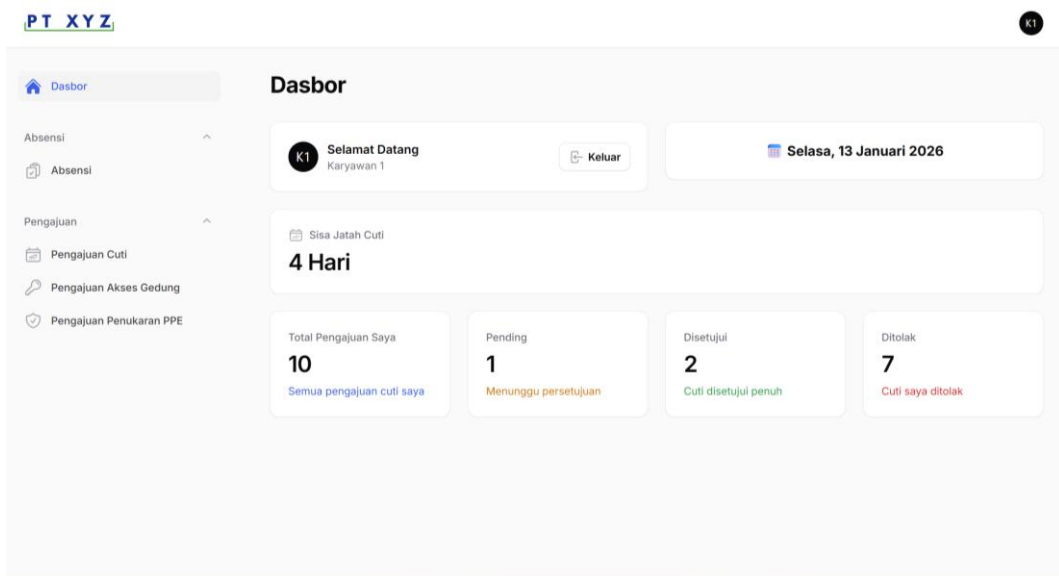 PT XYZ
K1
Dasbor
Absensi
Absensi
Pengajuan
Pengajuan Cuti
Pengajuan Akses Gedung
Pengajuan Penukaran PPE
Dasbor
K1
Selamat Datang
Karyawan 1
Keluar
Selasa, 13 Januari 2026
Sisa Jatah Cuti
4 Hari
Total Pengajuan Saya
10
Semua pengajuan cuti saya
Pending
1
Menunggu persetujuan
Disetujui
2
Cuti disetujui penuh
Ditolak
7
Cuti saya ditolak